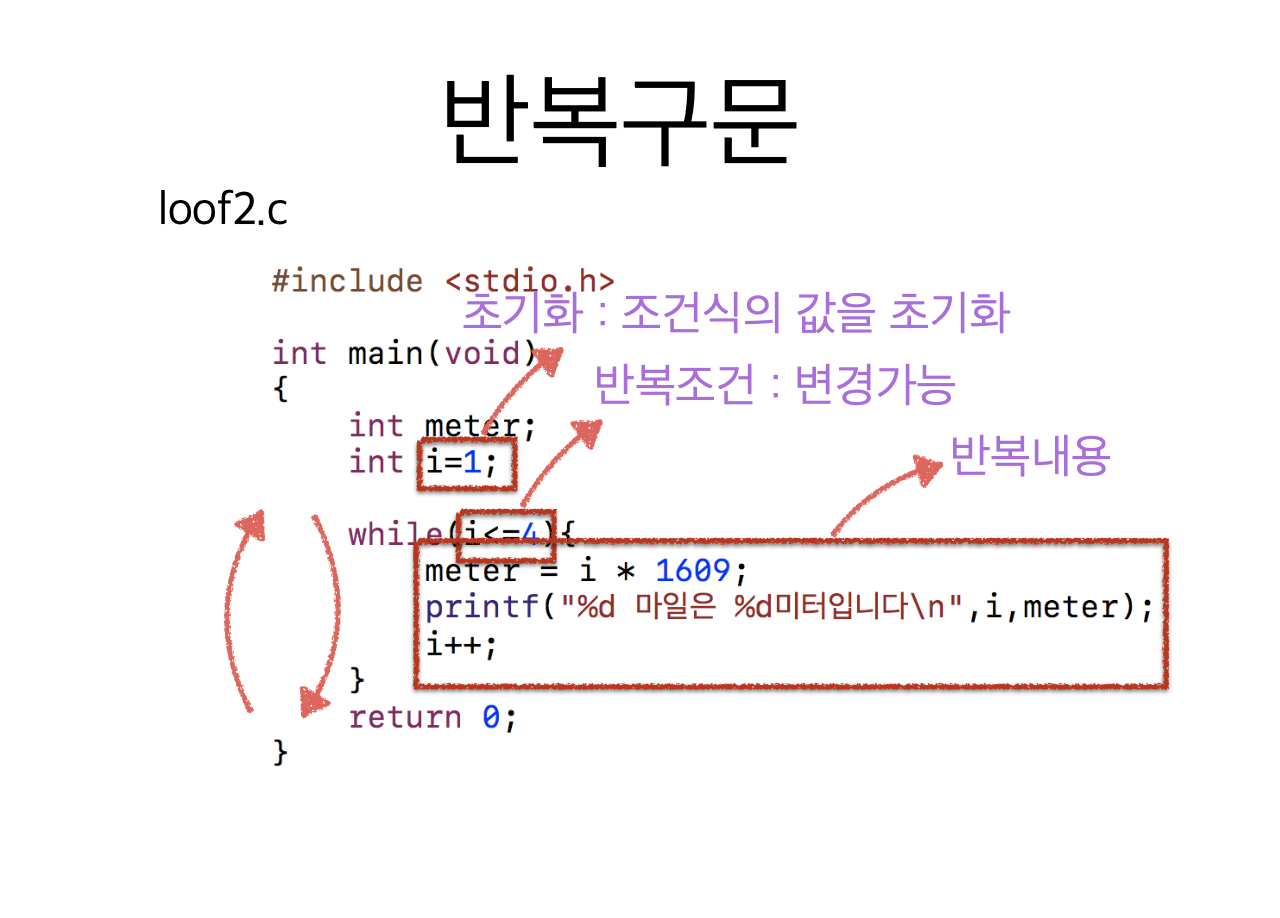 반복구문
loof2.c
#include <stdio.h>
초기화 : 조건식의 값을 초기화
int main(void)
{
반복조건 : 변경가능
int meter;
int i=1;
반복내용
while(i<=4){
meter = i * 1609;
printf("%d 마일은 %d미터입니다\n",i,meter);
i++;
}
return 0;
}